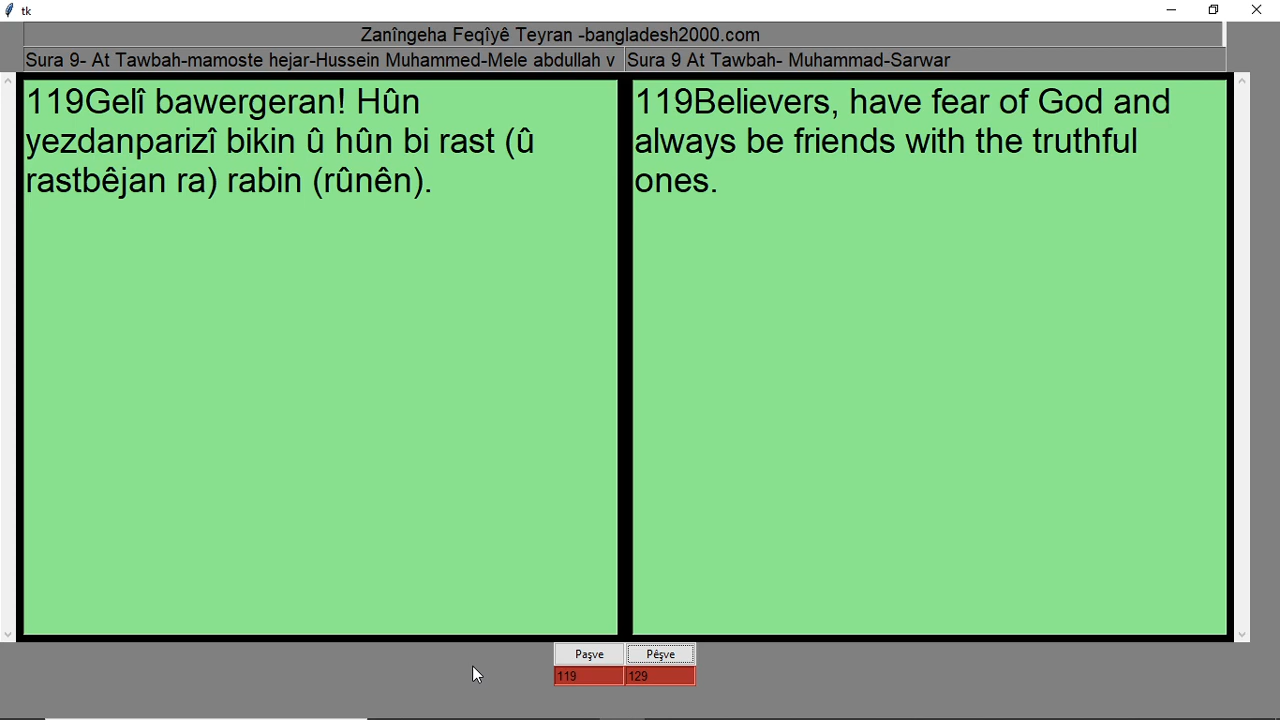 tk
Zanîngeha Feqîyê Teyran -bangladesh2000.com
Sura 9- At Tawbah-mamoste hejar-Hussein Muhammed-Mele abdullah v
Sura 9 At Tawbah- Muhammad-Sarwar
119Gelî bawergeran! Hûn
yezdanparizî bikin û hûn bi rast (û
rastbêjan ra) rabin (rûnên).
119Believers, have fear of God and
always be friends with the truthful
ones.
Paşve
Pêşve
119
129